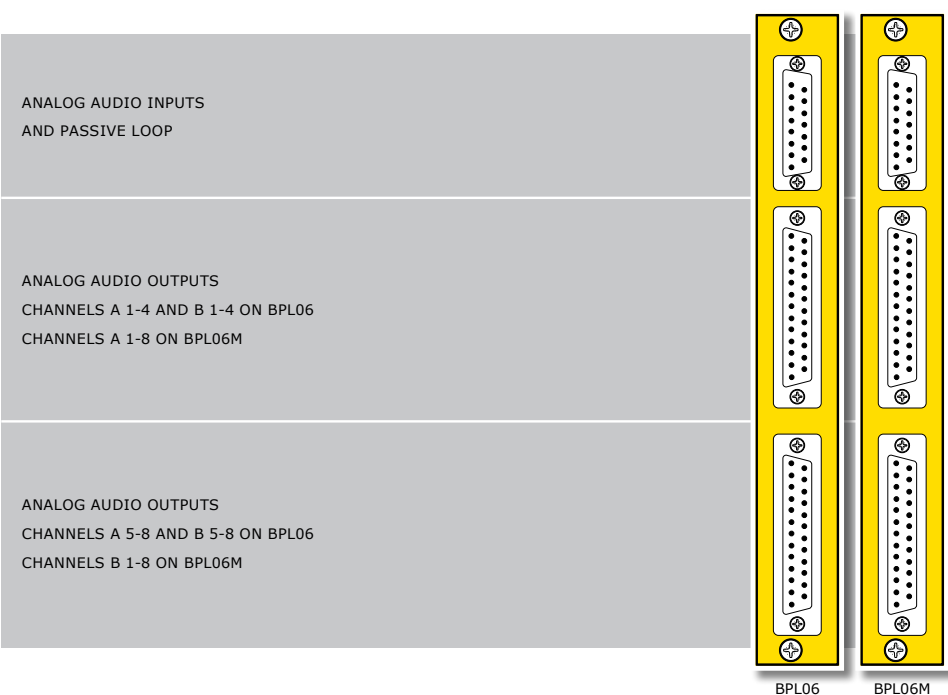 ANALOG AUDIO INPUTS
AND PASSIVE LOOP
ANALOG AUDIO OUTPUTS
CHANNELS A 1-4 AND B 1-4 ON BPL06
CHANNELS A 1-8 ON BPL06M
ANALOG AUDIO OUTPUTS
CHANNELS A 5-8 AND B 5-8 ON BPL06
CHANNELS B 1-8 ON BPL06M
BPL06
BPL06M